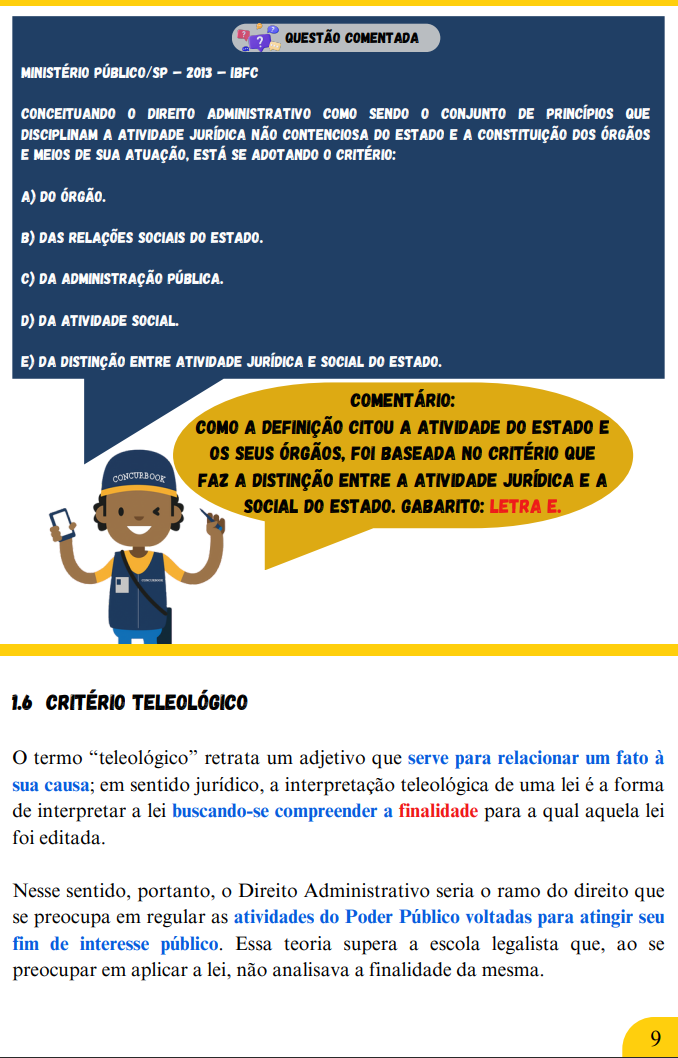 QUESTÃO COMENTADA
MINISTÉRIO PÚBLICO/SP – 2013 – IBFC
CONCEITUANDO O DIREITO ADMINISTRATIVO COMO SENDO O CONJUNTO DE PRINCÍPIOS QUE
DISCIPLINAM A ATIVIDADE JURÍDICA NÃO CONTENCIOSA DO ESTADO E A CONSTITUIÇÃO DOS ÓRGÃOS
E MEIOS DE SUA ATUAÇÃO, ESTÁ SE ADOTANDO O CRITÉRIO:
A) DO ÓRGÃO.
B) DAS RELAÇÕES SOCIAIS DO ESTADO.
C) DA ADMINISTRAÇÃO PÚBLICA.
D) DA ATIVIDADE SOCIAL.
E) DA DISTINÇÃO ENTRE ATIVIDADE JURÍDICA E SOCIAL DO ESTADO.
COMENTÁRIO:
COMO A DEFINIÇÃO CITOU A ATIVIDADE DO ESTADO E
OS SEUS ÓRGÃOS, FOI BASEADA NO CRITÉRIO QUE
FAZ A DISTINÇÃO ENTRE A ATIVIDADE JURÍDICA E A
SOCIAL DO ESTADO. GABARITO: LETRA E.
CONCURBOOK
CONCURBOOK
1.6 CRITÉRIO TELEOLÓGICO
O termo “teleológico” retrata um adjetivo que serve para relacionar um fato à
sua causa; em sentido jurídico, a interpretação teleológica de uma lei é a forma
de interpretar a lei buscando-se compreender a finalidade para a qual aquela lei
foi editada.
Nesse sentido, portanto, o Direito Administrativo seria o ramo do direito que
se preocupa em regular as atividades do Poder Público voltadas para atingir seu
fim de interesse público. Essa teoria supera a escola legalista que, ao se
preocupar em aplicar a lei, não analisava a finalidade da mesma.
9